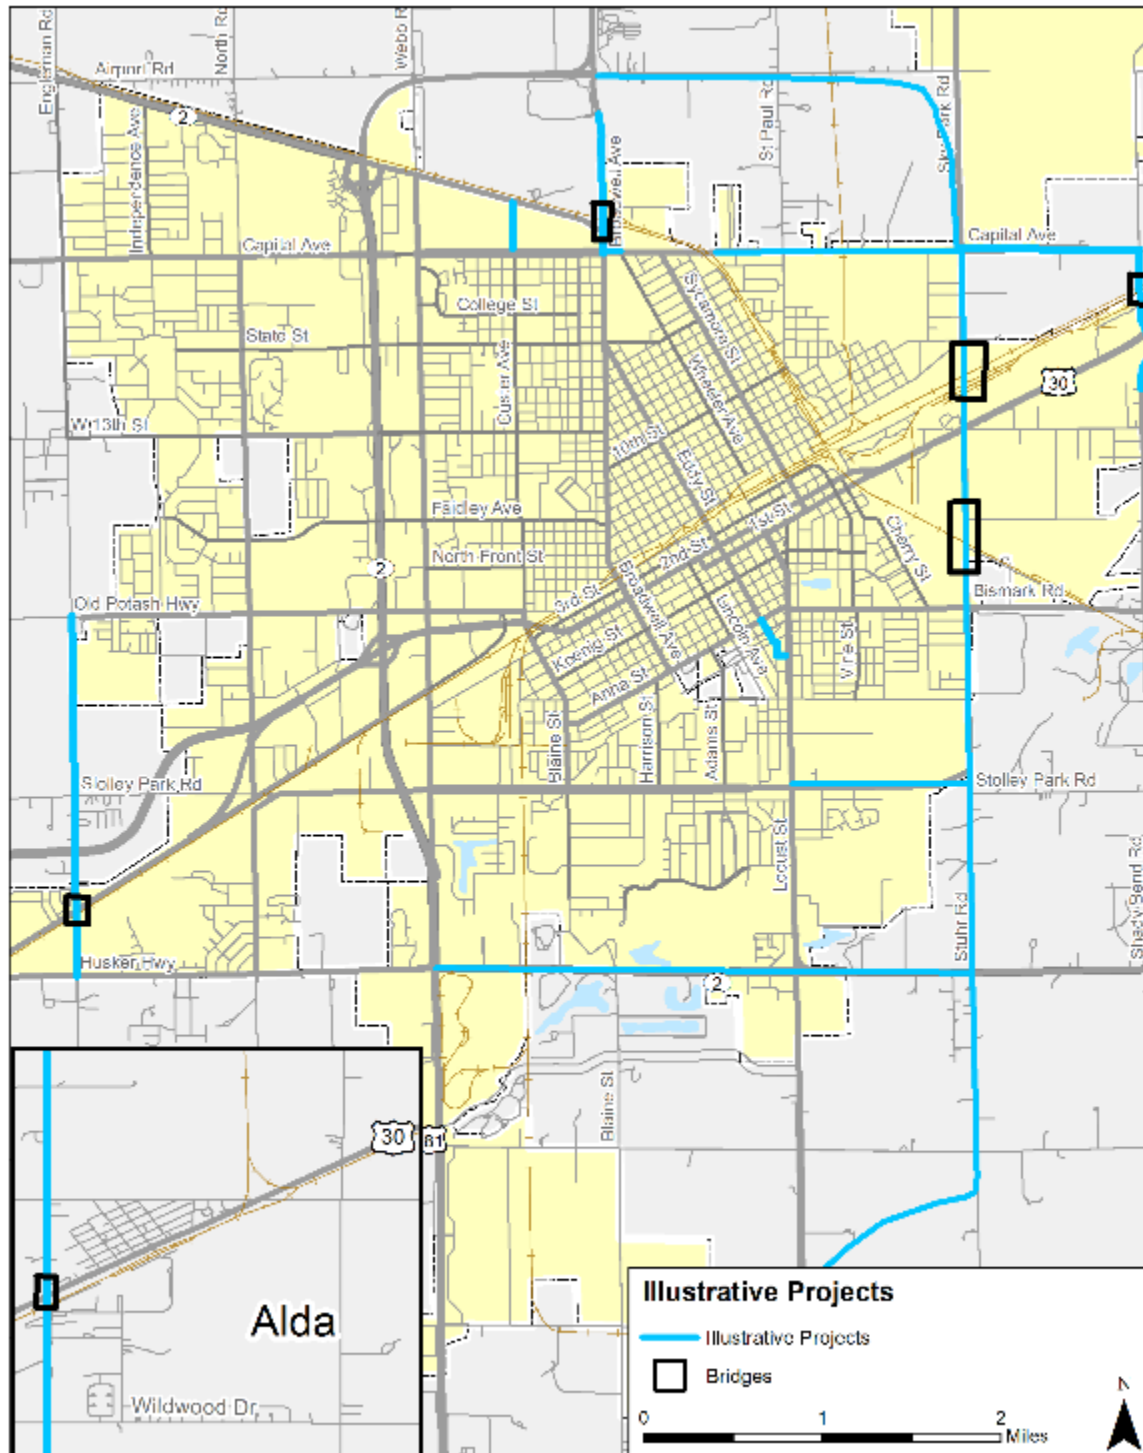 Engleman Rd
North Rd
Webb R
Airport Rd
2
Independence Ave
St Paul Rd
Sky Park Rd
Broadwell Ave
Capital Ave
Capital Ave
College St
Sycamore St
State St
Custer Ave
Wheeler Ave
30
W 13th St
10th St
Eddy St
Faidley Ave
1st St
Cherry St
North Front St
2nd St
2
Old Potash Hwy
3rd St
Broadwell Ave
Lincoln Ave
Bismark Rd
Koenig St
Vine St
Anna St
Blaine St
Harrison St
Adams St
Stolley Park Rd
Stolley Park Rd
Locust St
Stuhr Rd
Shady Bend Rd
Husker Hwy
2
Blaine St
30
81
Alda
Wildwood Dr
Illustrative Projects
Illustrative Projects
Bridges
N
0 1 2
Miles